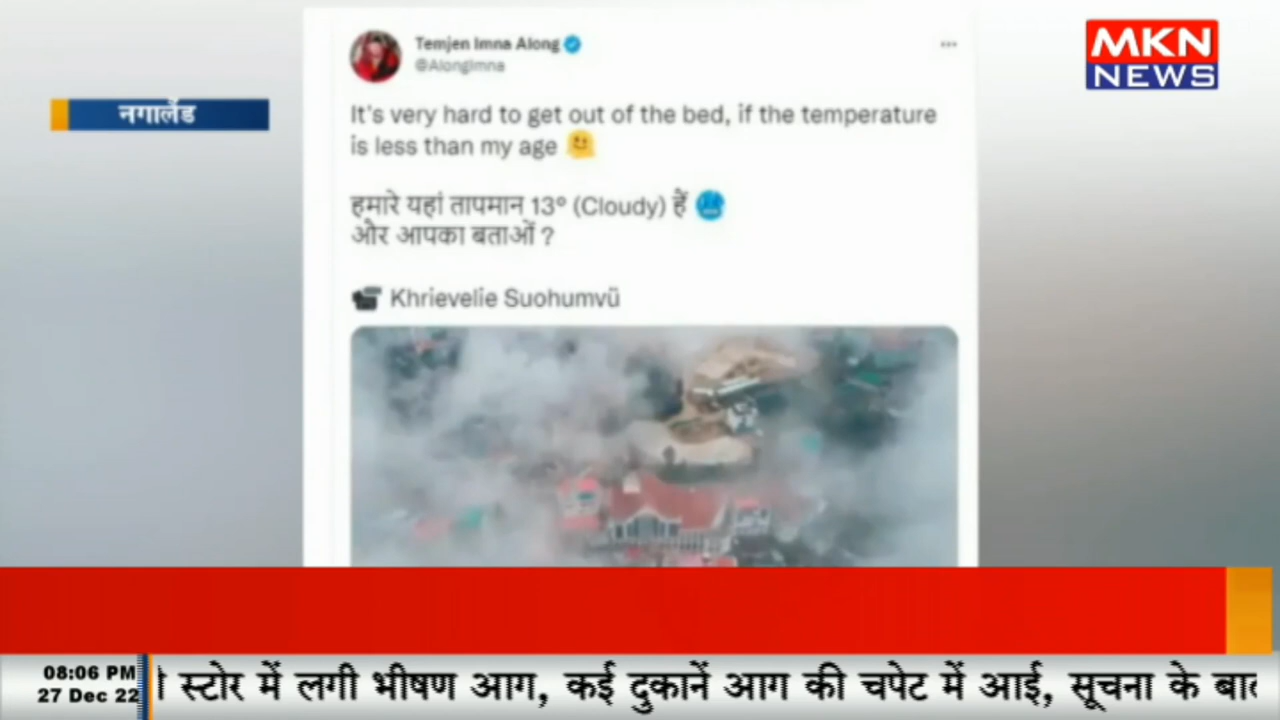 Temjen Imna Along
@AlongImna
MKN
NEWS
नगालैंड
It's very hard to get out of the bed, if the temperature
is less than my age
हमारे यहां तापमान 13° (Cloudy) हैं
और आपका बताओं ?
Khrievelie Suohumvü
08:06 PM
27 Dec 22
स्टोर में लगी भीषण आग, कई दुकानें आग की चपेट में आई, सूचना के